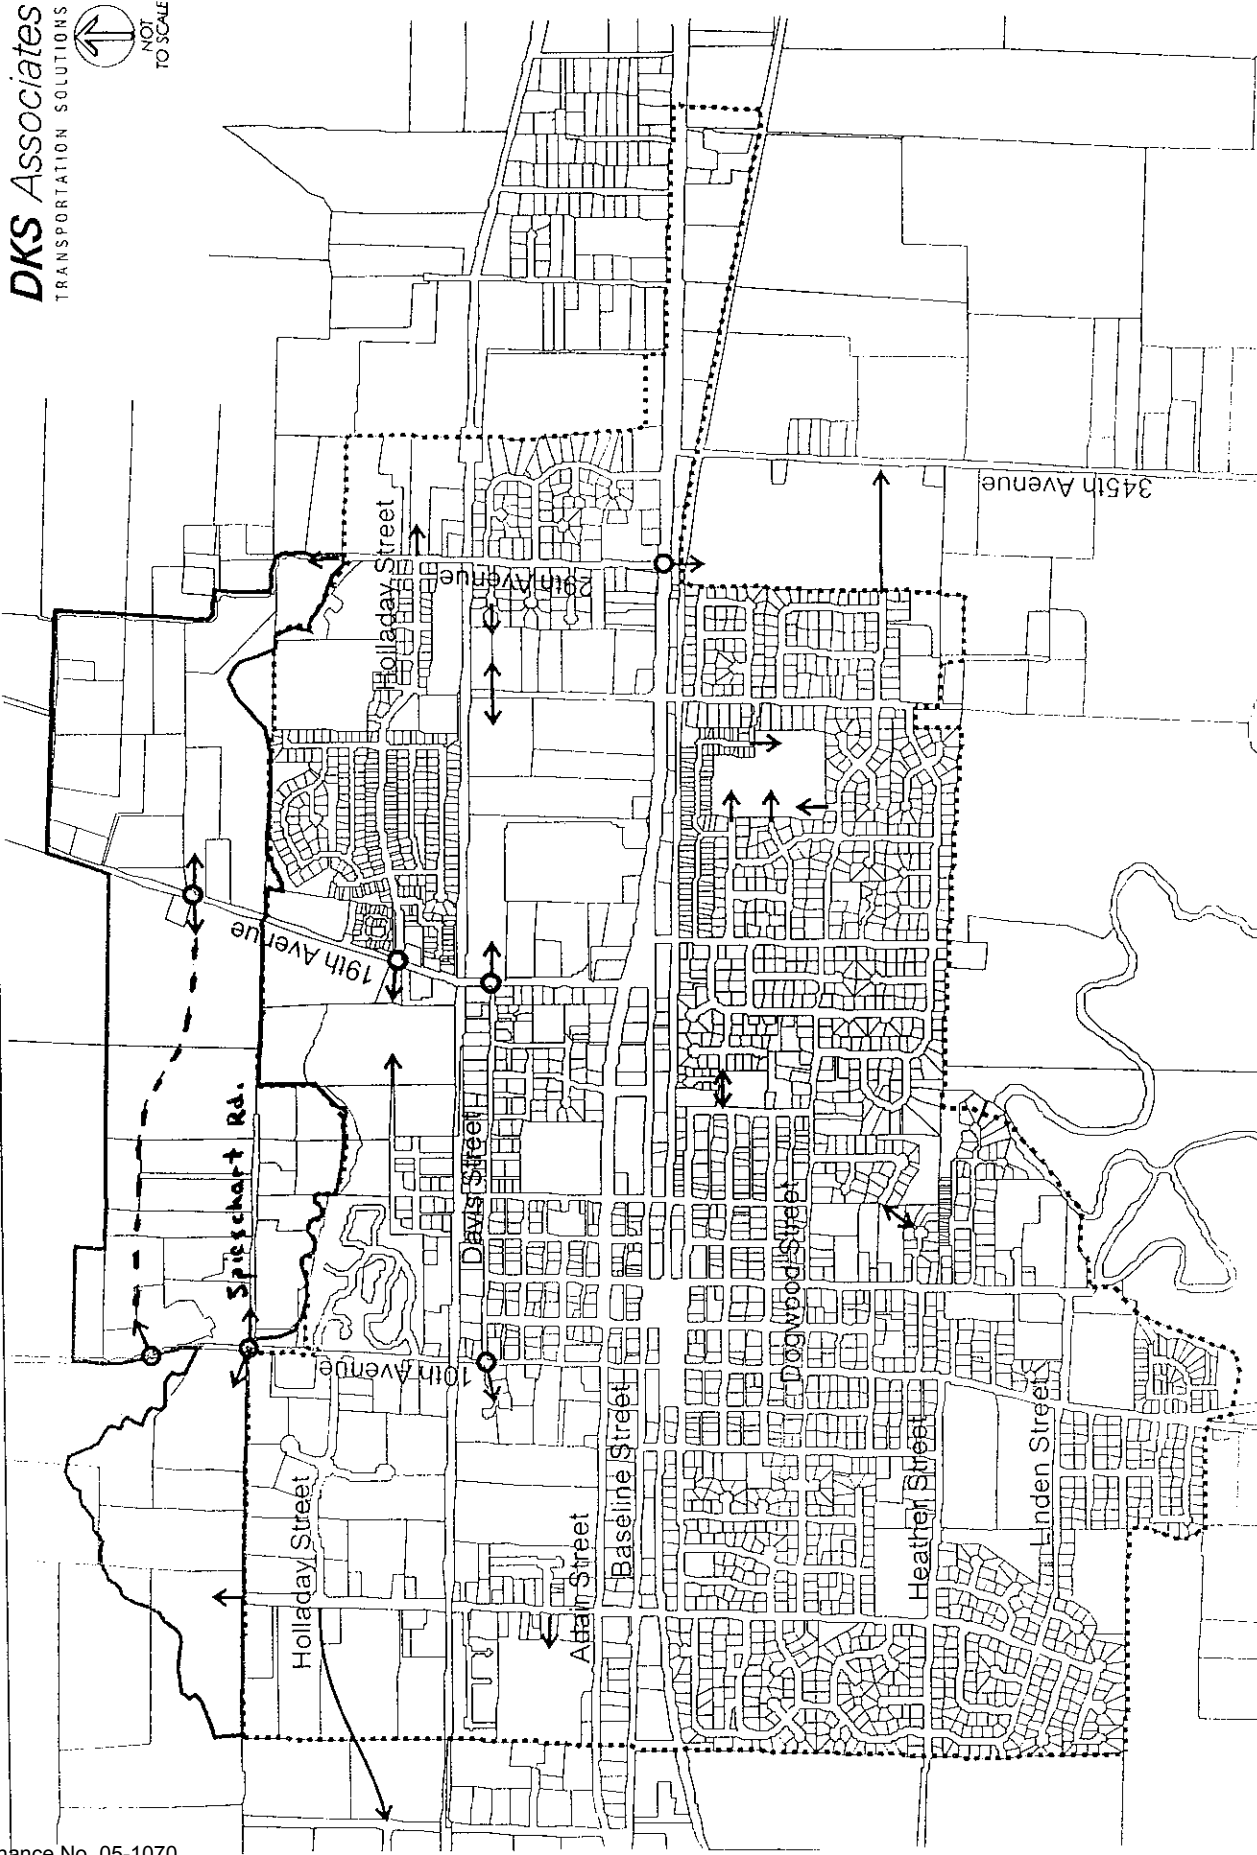 DKS Associates
TRANSPORTATION SOLUTIONS
NOT
TO SCALE
345th Avenue
Holladay Street
29th Avenue
19th Avenue
Spieschart Rd.
Davis Street
Dogwood Street
10th Avenue
Holladay Street
Adair Street
Baseline Street
Heather Street
Linden Street
nance No. 05-1070